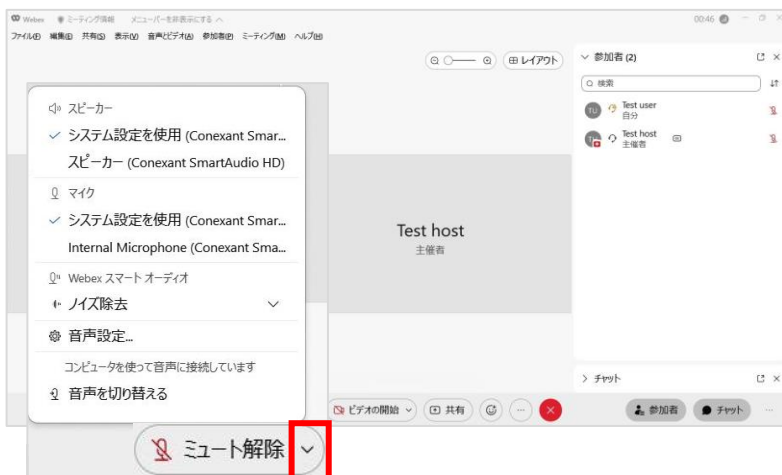 Webex ミーティング情報 メニューバーを非表示にする 00:46
ファイル(F) 編集(E) 共有(S) 表示(V) 音声とビデオ(A) 参加者(P) ミーティング(M) ヘルプ(H)
レイアウト
参加者 (2)
検索
TU Test user
自分
Test host
主催者
スピーカー
システム設定を使用 (Conexant Smar...
スピーカー (Conexant SmartAudio HD)
マイク
システム設定を使用 (Conexant Smar...
Internal Microphone (Conexant Sma...
Webex スマート オーディオ
ノイズ除去
音声設定...
コンピュータを使って音声に接続しています
音声を切り替える
Test host
主催者
チャット
ミュート解除
ビデオの開始
共有
参加者
チャット